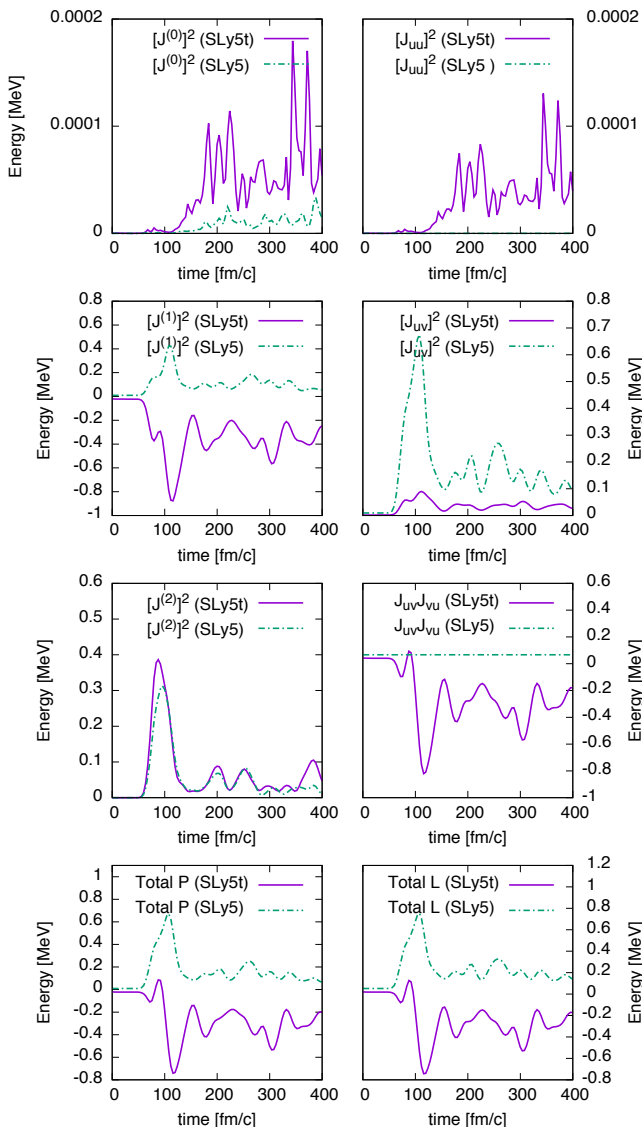 0.0002
0.0001
0
Energy [MeV]
[J(0)]2 (SLy5t)
[J(0)]2 (SLy5)
0 100 200 300 400
time [fm/c]
0.0002
0.0001
0
Energy [MeV]
[Juu]2 (SLy5t)
[Juu]2 (SLy5 )
0 100 200 300 400
time [fm/c]
0.8
0.6
0.4
0.2
0
-0.2
-0.4
-0.6
-0.8
-1
Energy [MeV]
[J(1)]2 (SLy5t)
[J(1)]2 (SLy5)
0 100 200 300 400
time [fm/c]
0.8
0.7
0.6
0.5
0.4
0.3
0.2
0.1
0
Energy [MeV]
[Juv]2 (SLy5t)
[Juv]2 (SLy5)
0 100 200 300 400
time [fm/c]
0.6
0.5
0.4
0.3
0.2
0.1
0
Energy [MeV]
[J(2)]2 (SLy5t)
[J(2)]2 (SLy5)
0 100 200 300 400
time [fm/c]
0.6
0.4
0.2
0
-0.2
-0.4
-0.6
-0.8
-1
Energy [MeV]
JuvJvu (SLy5t)
JuvJvu (SLy5)
0 100 200 300 400
time [fm/c]
1
0.8
0.6
0.4
0.2
0
-0.2
-0.4
-0.6
-0.8
Energy [MeV]
Total P (SLy5t)
Total P (SLy5)
0 100 200 300 400
time [fm/c]
1.2
1
0.8
0.6
0.4
0.2
0
-0.2
-0.4
-0.6
-0.8
Energy [MeV]
Total L (SLy5t)
Total L (SLy5)
0 100 200 300 400
time [fm/c]